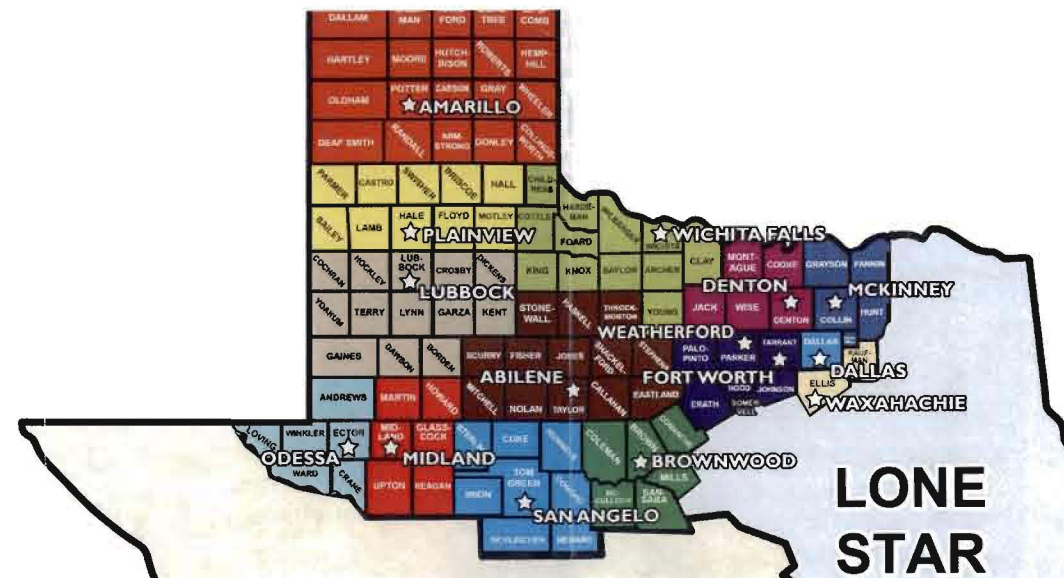 DALLAM
MAN FORD TREE COMB
HARTLEY MOORE HUTCH-
INSON ROBERTS HEMP-
HILL
OLDHAM POTTER CARSON GRAY WHEELER
AMARILLO
DEAF SMITH RANDALL ARM-
STRONG DONLEY COLLINGS-
WORTH
PARMER CASTRO SWISHER BRISCOE HALL CHILD-
RESS
BAILEY LAMB HALE FLOYD MOTLEY COTTLE HARDE-
MAN WILBARGER WICHITA
FOARD
PLAINVIEW
WICHITA FALLS
COCHRAN HOCKLEY LUB-
BOCK CROSBY DICKENS KING KNOX BAYLOR ARCHER CLAY MONT-
AGUE COOKE GRAYSON FANNIN
LUBBOCK
DENTON
MCKINNEY
YOAKUM TERRY LYNN GARZA KENT STONE-
WALL HASKELL THROCK-
MORTON YOUNG JACK WISE DENTON COLLIN HUNT
WEATHERFORD
GAINES DAWSON BORDEN SCURRY FISHER JONES SHACKEL-
FORD STEPHENS PALO-
PINTO PARKER TARRANT DALLAS KAUF-
MAN
ABILENE
FORT WORTH
DALLAS
ANDREWS MARTIN HOWARD MITCHELL NOLAN TAYLOR CALLAHAN EASTLAND ERATH HOOD SOMER-
VELL JOHNSON ELLIS
WAXAHACHIE
LOVING WINKLER ECTOR MID-
LAND GLASS-
COCK STERLING COKE RUNNELS COLEMAN BROWN COMANCHE
ODESSA
MIDLAND
BROWNWOOD
WARD CRANE UPTON REAGAN IRION TOM
GREEN CONCHO MC-
CULLOCH SAN-
SABA MILLS
SAN ANGELO
SCHLEICHER MENARD
LONE
STAR